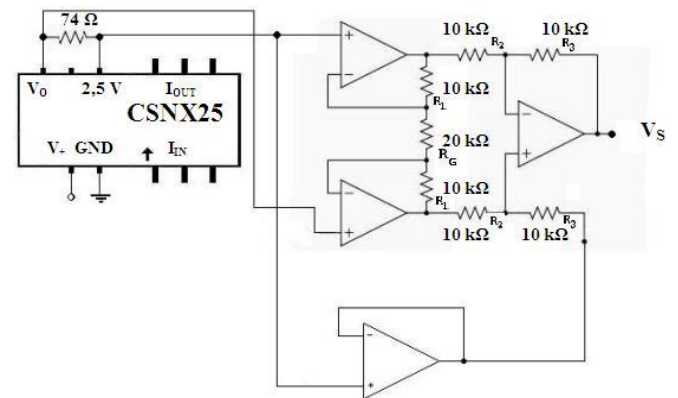 74 Ω
10 kΩ
10 kΩ
R2
R3
Vo 2,5 V IOUT
10 kΩ
R1
CSNX25
VS
20 kΩ
RG
V+ GND IIN
10 kΩ
R1
R2
R3
10 kΩ
10 kΩ